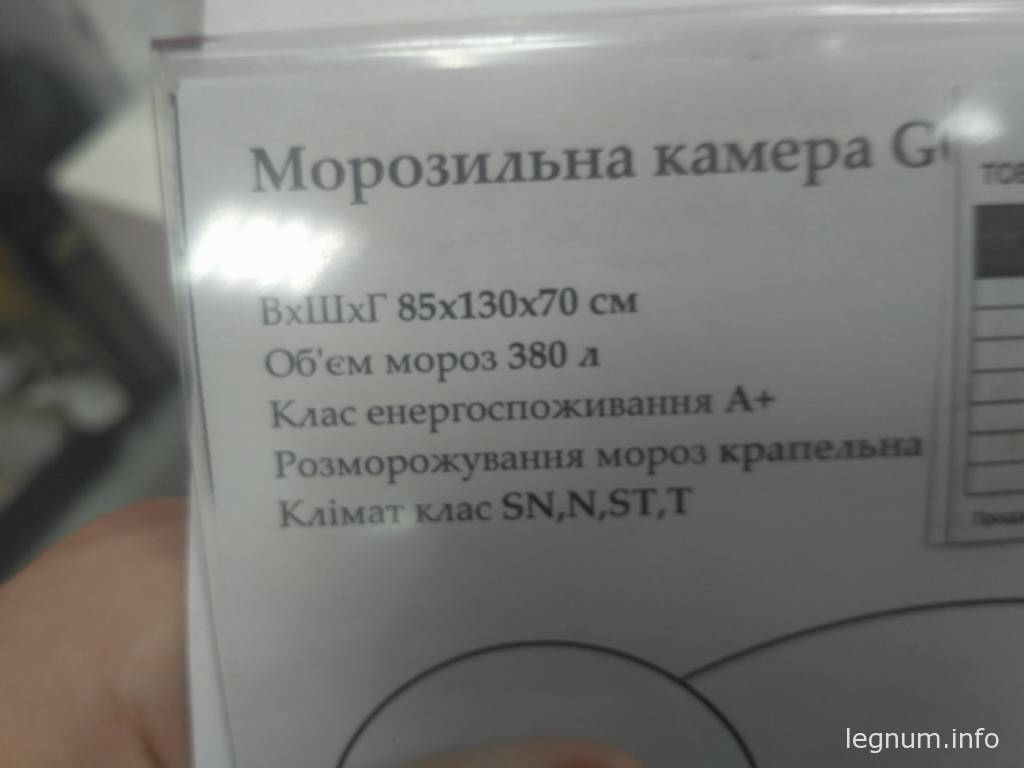 Морозильна камера G
ВхШхГ 85х130х70 см
Об'єм мороз 380 л
Клас енергоспоживання А+
Розморожування мороз крапельна
Клімат клас SN,N,ST,T
ТОВ
legnum.info